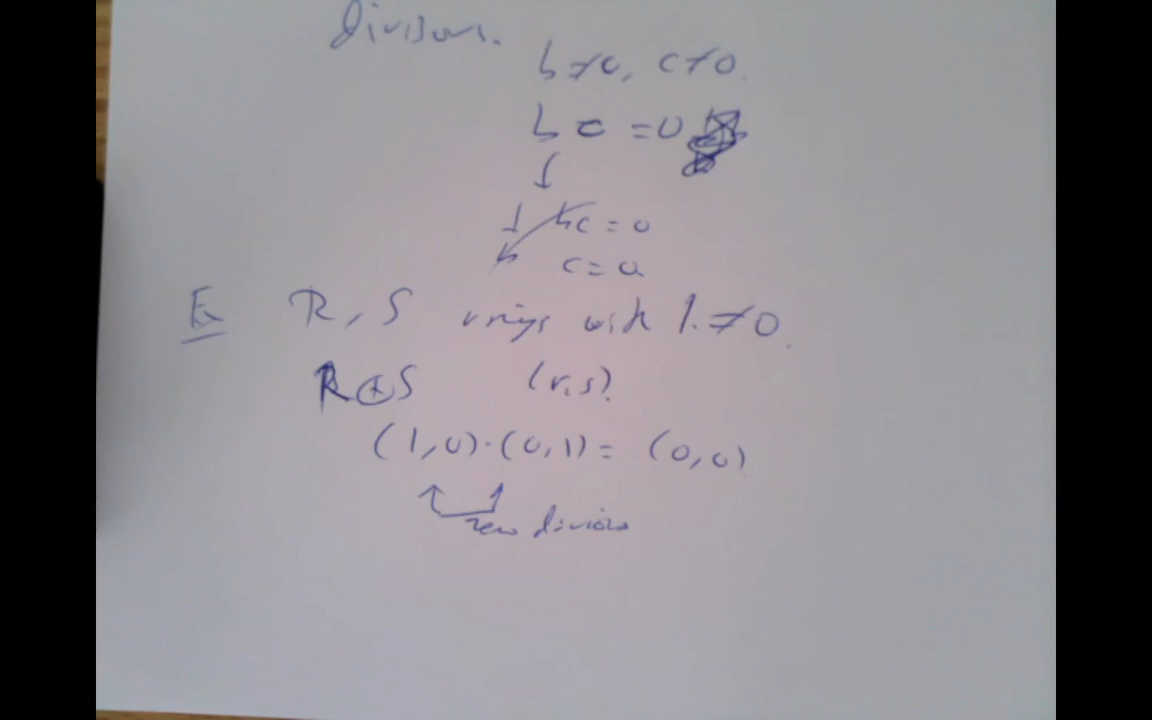 divisors.
b≠0, c≠0.
b c = 0
↓
1 bc = 0
c = 0.
Ex R, S rings with 1≠0.
R⊕S (r,s).
(1,0)·(0,1) = (0,0)
zero divisors